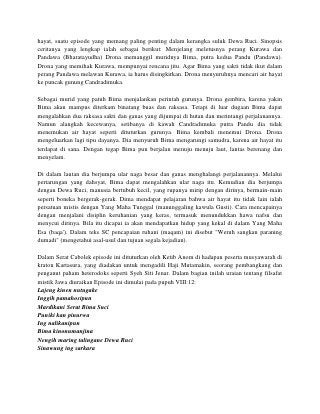 hayat, suatu episode yang memang paling penting dalam kerangka suluk Dewa Ruci. Sinopsis
ceritanya yang lengkap ialah sebagai berikut: Menjelang meletusnya perang Kurawa dan
Pandawa (Bharatayudha) Drona memanggil muridnya Bima, putra kedua Pandu (Pandawa).
Drona yang memihak Kurawa, mempunyai rencana jitu. Agar Bima yang sakti tidak ikut dalam
perang Pandawa melawan Kurawa, ia harus disingkirkan. Drona menyuruhnya mencari air hayat
ke puncak gunung Candradimuka.
Sebagai murid yang patuh Bima menjalankan perintah gurunya. Drona gembira, karena yakin
Bima akan mampus diterkam binatang buas dan raksasa. Tetapi di luar dugaan Bima dapat
mengalahkan dua raksasa sakti dan ganas yang dijumpai di hutan dan merintangi perjalanannya.
Namun alangkah kecewanya, setibanya di kawah Candradimuka putra Pandu dia tidak
menemukan air hayat seperti dituturkan gurunya. Bima kembali menemui Drona. Drona
mengeluarkan lagi tipu dayanya. Dia menyuruh Bima mengarungi samudra, karena air hayat itu
terdapat di sana. Dengan tegap Bima pun berjalan menuju menuju laut, lantas berenang dan
menyelam.
Di dalam lautan dia berjumpa ular naga besar dan ganas menghalangi perjalanannya. Melalui
pertarungan yang dahsyat, Bima dapat mengalahkan ular naga itu. Kemudian dia berjumpa
dengan Dewa Ruci, manusia bertubuh kecil, yang rupanya mirip dengan dirinya, bermain-main
seperti boneka bergerak-gerak. Dinta mendapat pelajaran bahwa air hayat itu tidak lain ialah
persatuan mistis dengan Yang Maha Tunggal (manunggaling kawula Gusti). Cara mencapainya
dengan menjalani disiplin kerohanian yang keras, termasuk menundukkan hawa nafsu dan
menyucikan dirinya. Bila itu dicapai ia akan mendapatkan hidup yang kekal di dalam Yang Maha
Esa (baqa'). Dalam teks SC pencapaian ruhani (maqam) ini disebut "Weruh sangkan paraning
dumadi" (mengetahui asal-usul dan tujuan segala kejadian).
Dalam Serat Cabolek episode ini dituturkan oleh Ketib Anom di hadapan peserta musyawarah di
kraton Kartasura, yang diadakan untuk mengadili Haji Mutamakin, seorang pembangkang dan
penganut paham heterodoks seperti Syeh Siti Jenar. Dalam bagian inilah uraian tentang filsafat
mistik Jawa diuraikan Episode ini dimulai pada pupuh VIII:12:
Lajeng kinen nutugake
Inggih pamahosipun
Mardikani Serat Bima Suci
Puniki kan pinurwa
Ing nalikanipun
Bima kinonmanjing
Nengih maring talingane Dewa Ruci
Sinawung ing sarkara